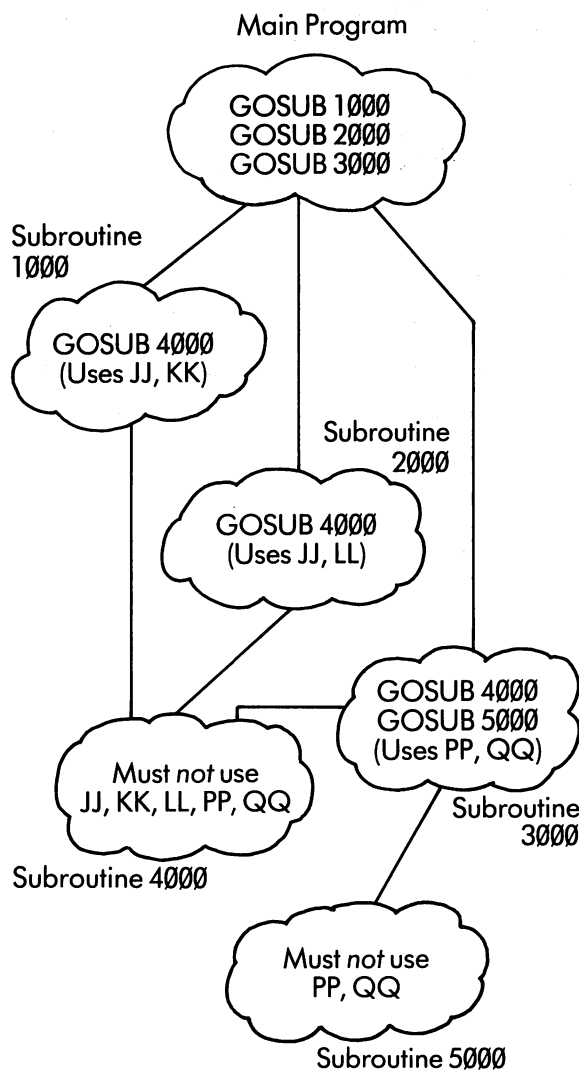 Main Program
GOSUB 1000
GOSUB 2000
GOSUB 3000
Subroutine
1000
GOSUB 4000
(Uses JJ, KK)
Subroutine
2000
GOSUB 4000
(Uses JJ, LL)
GOSUB 4000
GOSUB 5000
(Uses PP, QQ)
Subroutine
3000
Must not use
JJ, KK, LL, PP, QQ
Subroutine 4000
Must not use
PP, QQ
Subroutine 5000